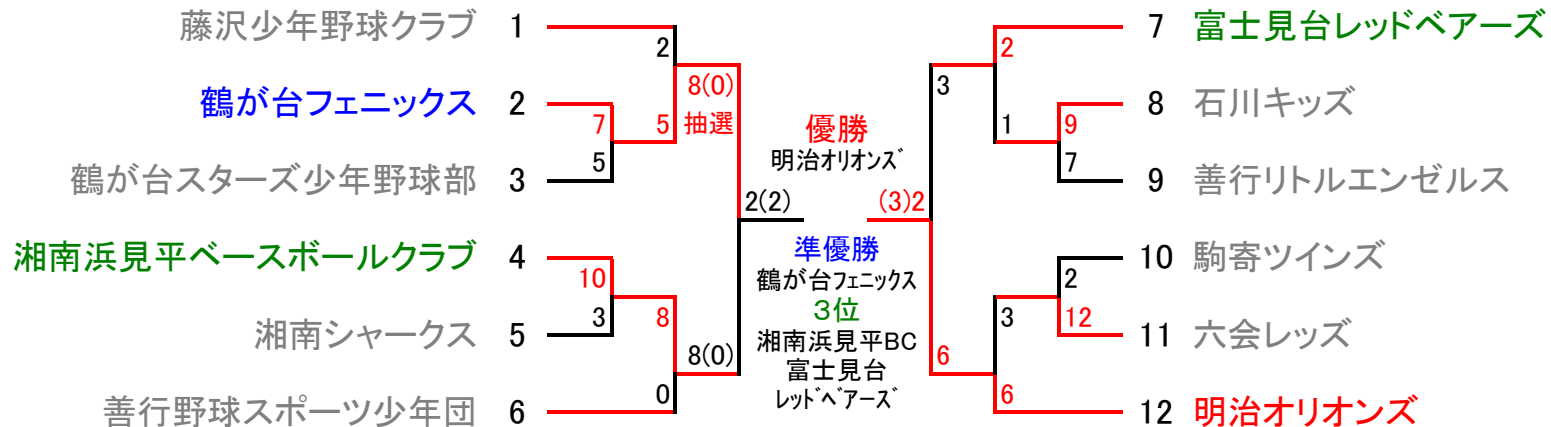 藤沢少年野球クラブ 1
2
鶴が台フェニックス 2
7
5
8(0)
抽選
鶴が台スターズ少年野球部 3
5
湘南浜見平ベースボールクラブ 4
10
湘南シャークス 5
3
8
8(0)
善行野球スポーツ少年団 6
0
優勝
明治オリオンズ
2(2)
(3)2
準優勝
鶴が台フェニックス
3位
湘南浜見平BC
富士見台
レッドベアーズ
7 富士見台レッドベアーズ
2
3
8 石川キッズ
1
9
7
9 善行リトルエンゼルス
10 駒寄ツインズ
2
3
12
11 六会レッズ
6
6
12 明治オリオンズ